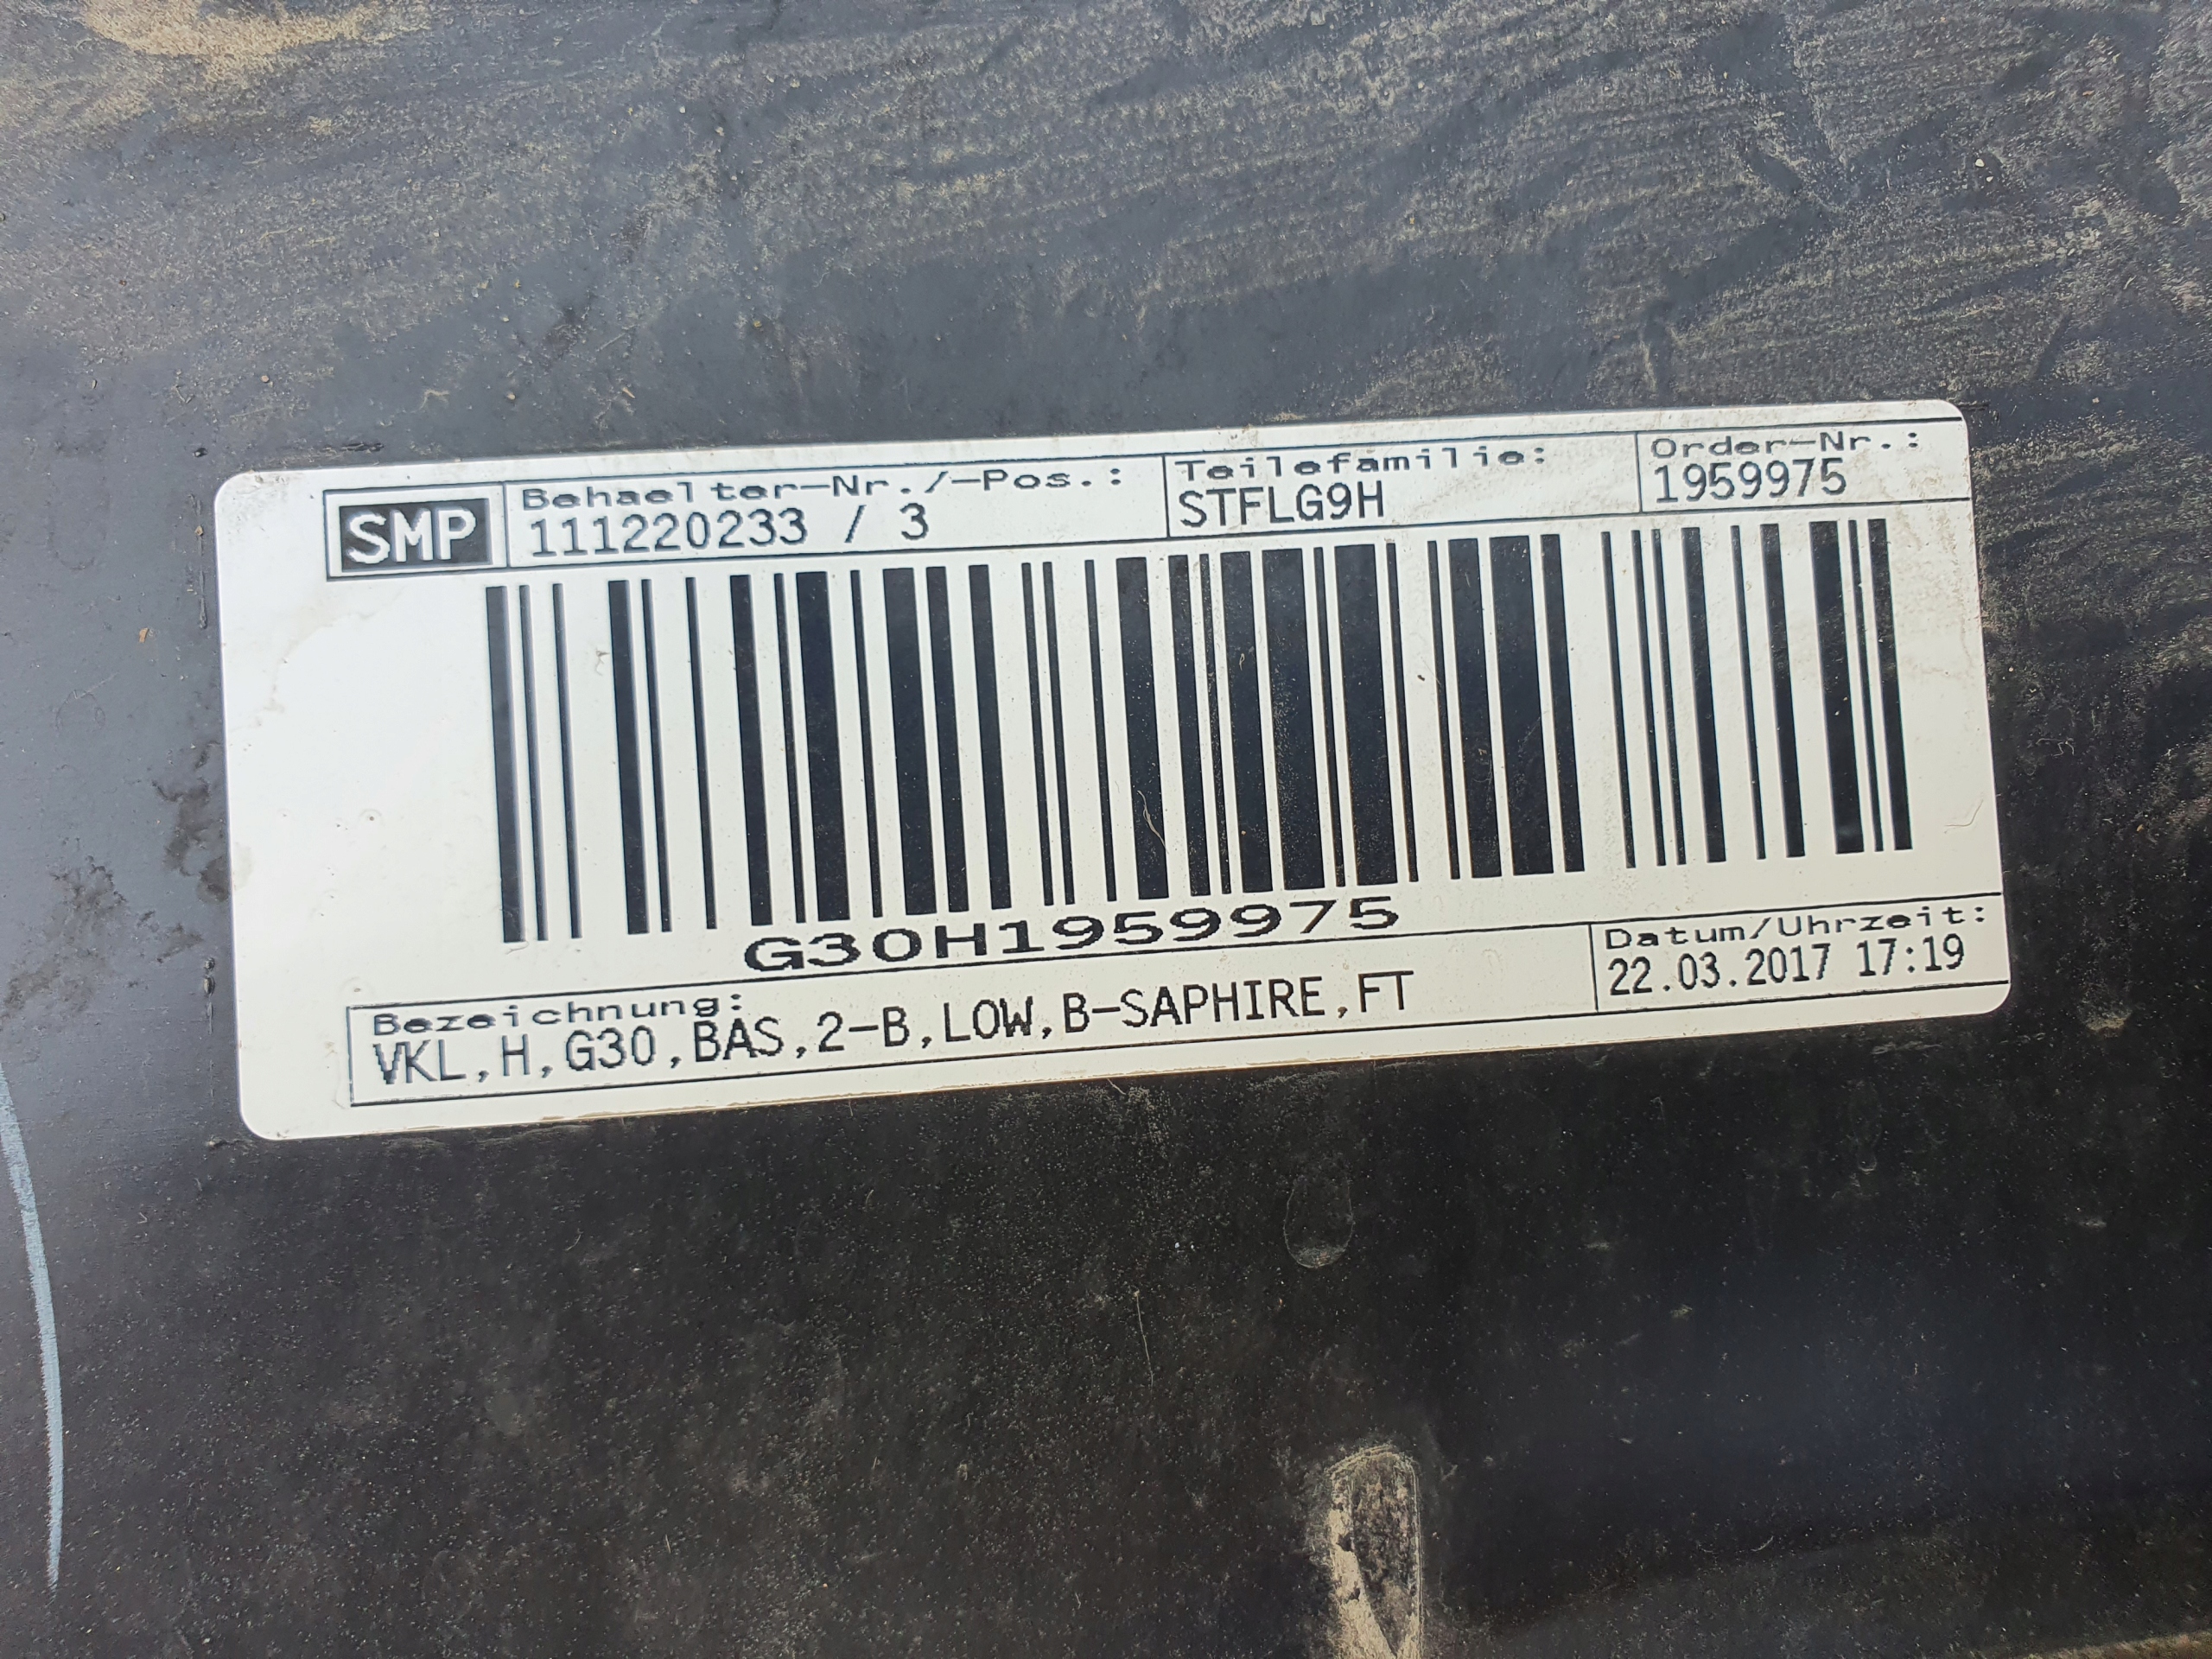 SMP
Behaelter-Nr./-Pos.:
111220233 / 3
Teilefamilie:
STFLG9H
Order-Nr.:
1959975
G30H1959975
Bezeichnung:
VKL,H,G30,BAS,2-B,LOW,B-SAPHIRE,FT
Datum/Uhrzeit:
22.03.2017 17:19